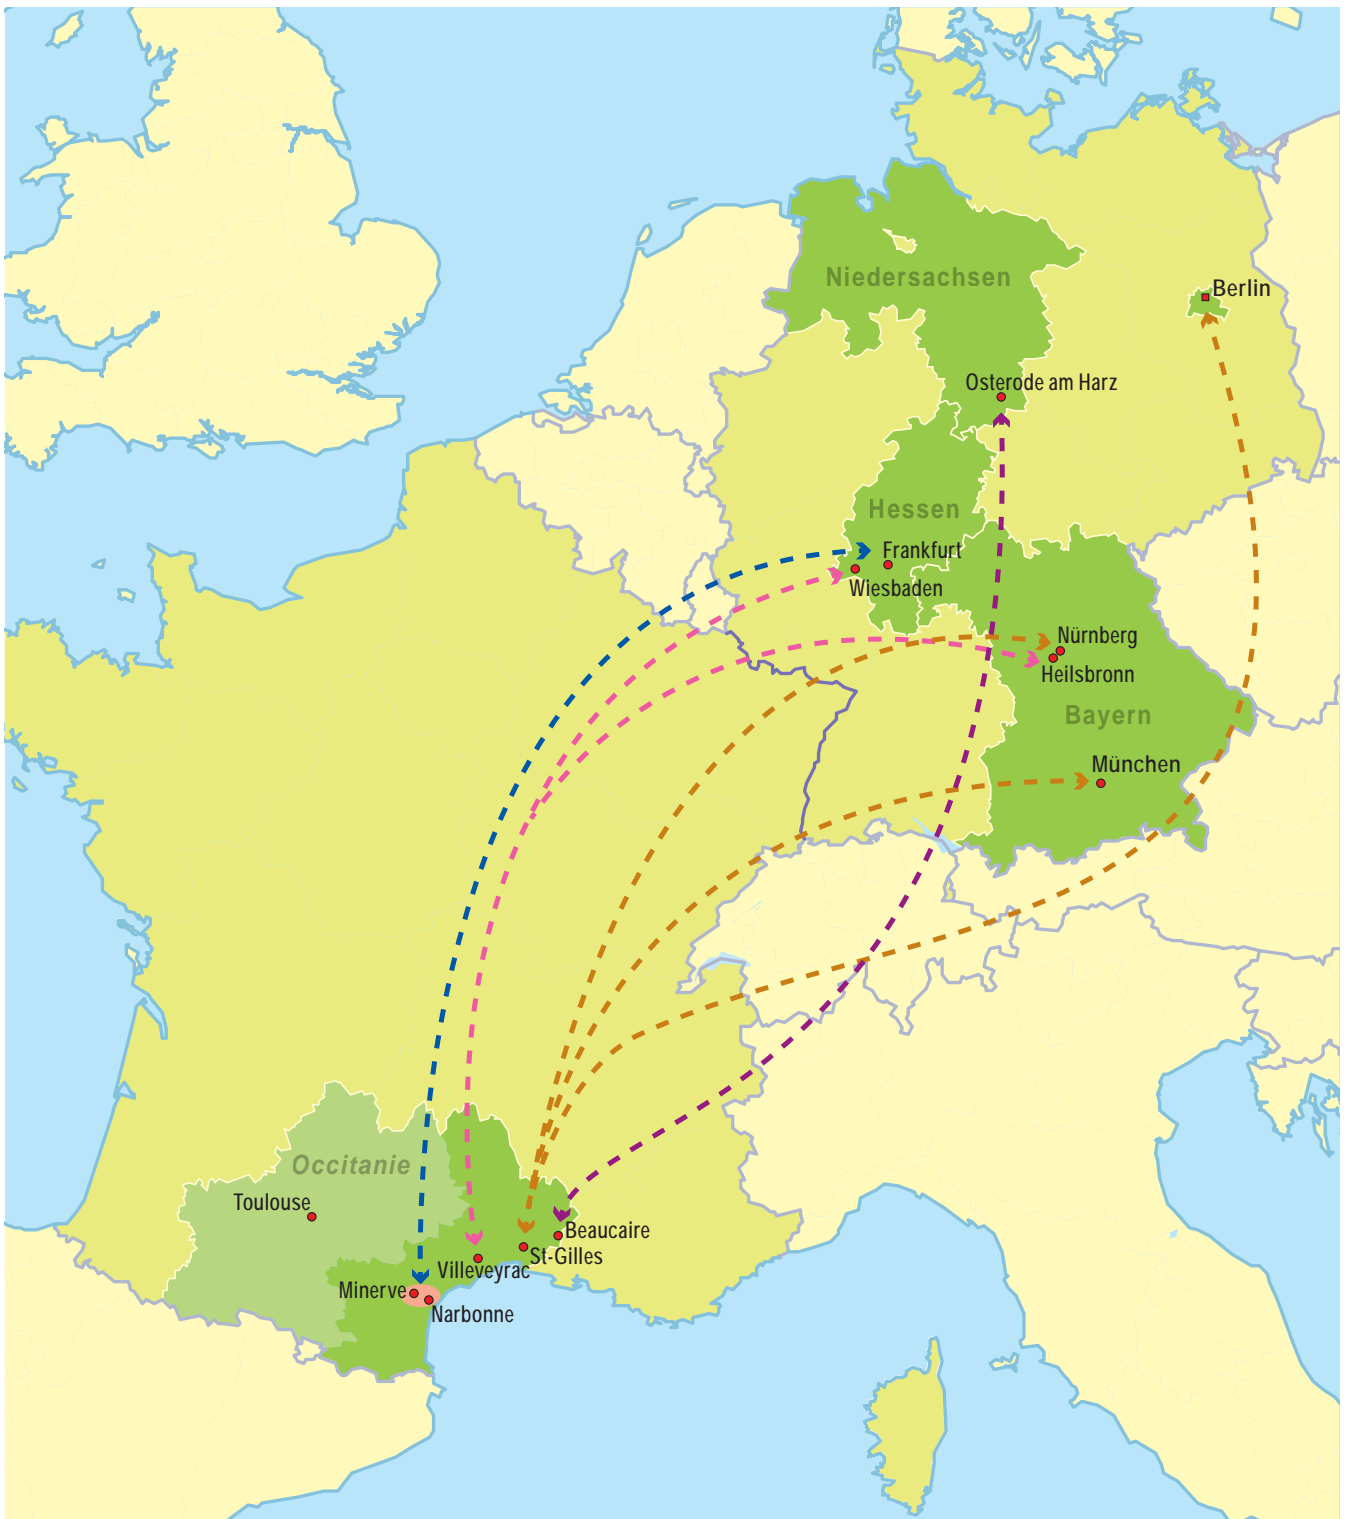 Niedersachsen
Berlin
Osterode am Harz
Hessen
Frankfurt
Wiesbaden
Nürnberg
Heilsbronn
Bayern
München
Occitanie
Toulouse
Beaucaire
St-Gilles
Villeveyrac
Minerve
Narbonne